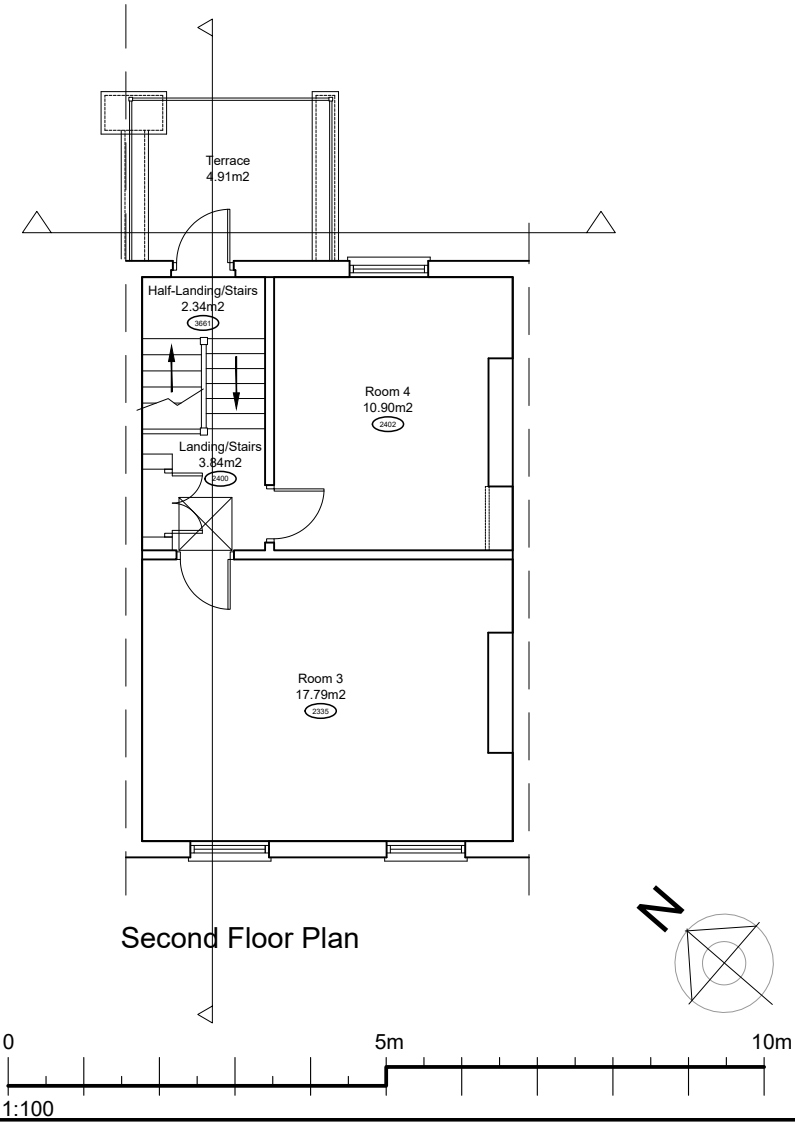 Terrace
4.91m2
Half-Landing/Stairs
2.34m2
3661
Room 4
10.90m2
2402
Landing/Stairs
3.84m2
2400
Room 3
17.79m2
2335
Second Floor Plan
N
0
5m
10m
1:100